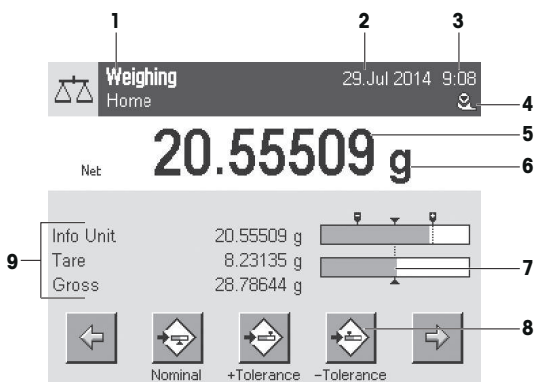 1 2 3
Weighing 29.Jul 2014 9:08
Home
4
5
Net 20.55509 g
6
Info Unit 20.55509 g
9 Tare 8.23135 g 7
Gross 28.78644 g
8
Nominal +Tolerance −Tolerance